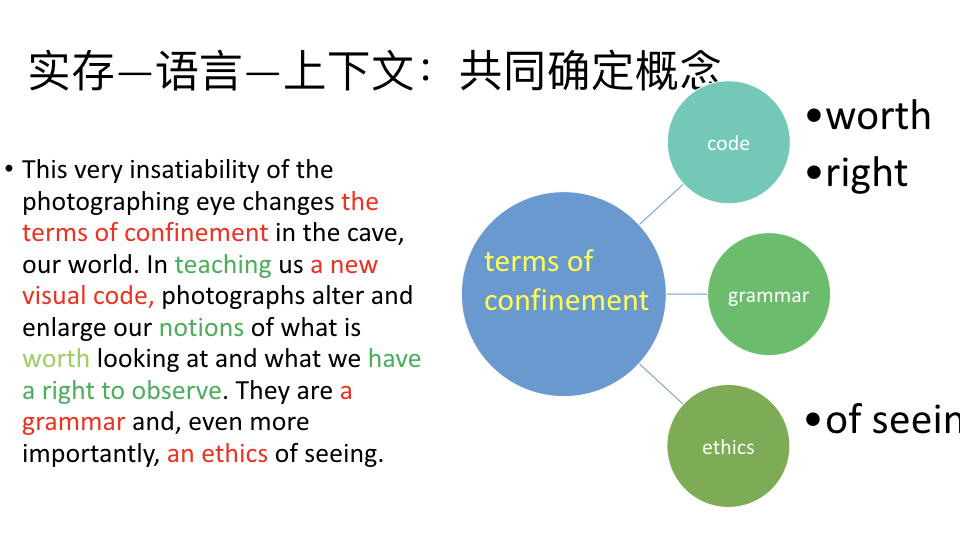 实存—语言—上下文：共同确定概念
• This very insatiability of the
photographing eye changes the
terms of confinement in the cave,
our world. In teaching us a new
visual code, photographs alter and
enlarge our notions of what is
worth looking at and what we have
a right to observe. They are a
grammar and, even more
importantly, an ethics of seeing.
terms of
confinement
code
•worth
•right
grammar
ethics
•of seein